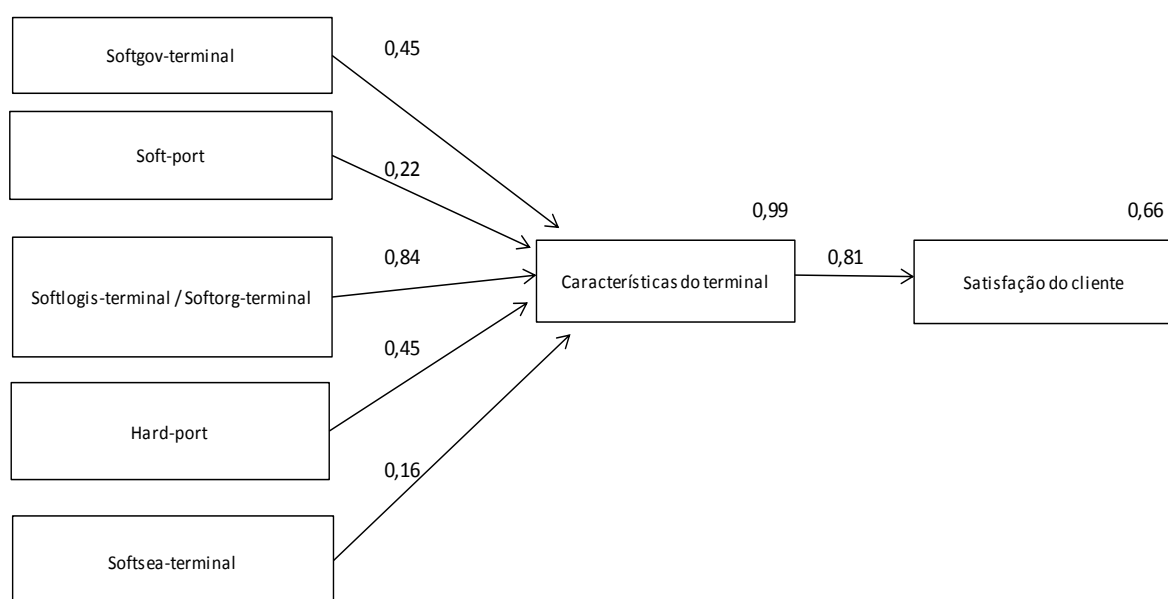 Softgov-terminal
0,45
Soft-port
0,22
Softlogis-terminal / Softorg-terminal
0,84
Hard-port
0,45
Softsea-terminal
0,16
0,99
Características do terminal
0,81
0,66
Satisfação do cliente